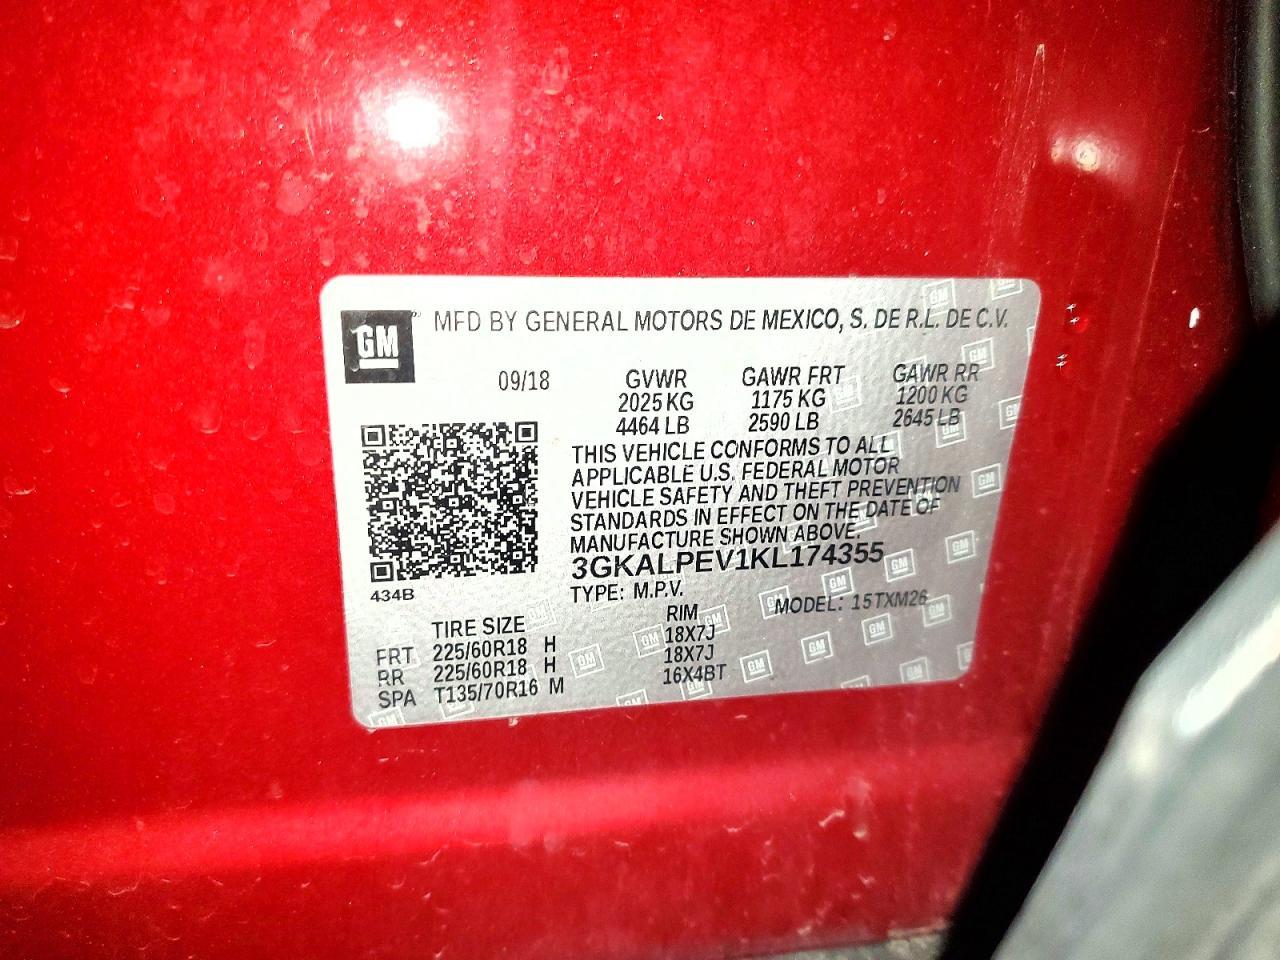 GM MFD BY GENERAL MOTORS DE MEXICO, S. DE R.L. DE C.V.
09/18 GVWR GAWR FRT GAWR RR
2025 KG 1175 KG 1200 KG
4464 LB 2590 LB 2645 LB
THIS VEHICLE CONFORMS TO ALL
APPLICABLE U.S. FEDERAL MOTOR
VEHICLE SAFETY AND THEFT PREVENTION
STANDARDS IN EFFECT ON THE DATE OF
MANUFACTURE SHOWN ABOVE.
3GKALPEV1KL174355
434B TYPE: M.P.V. MODEL: 15TXM26
TIRE SIZE RIM
FRT 225/60R18 H 18X7J
RR 225/60R18 H 18X7J
SPA T135/70R16 M 16X4BT